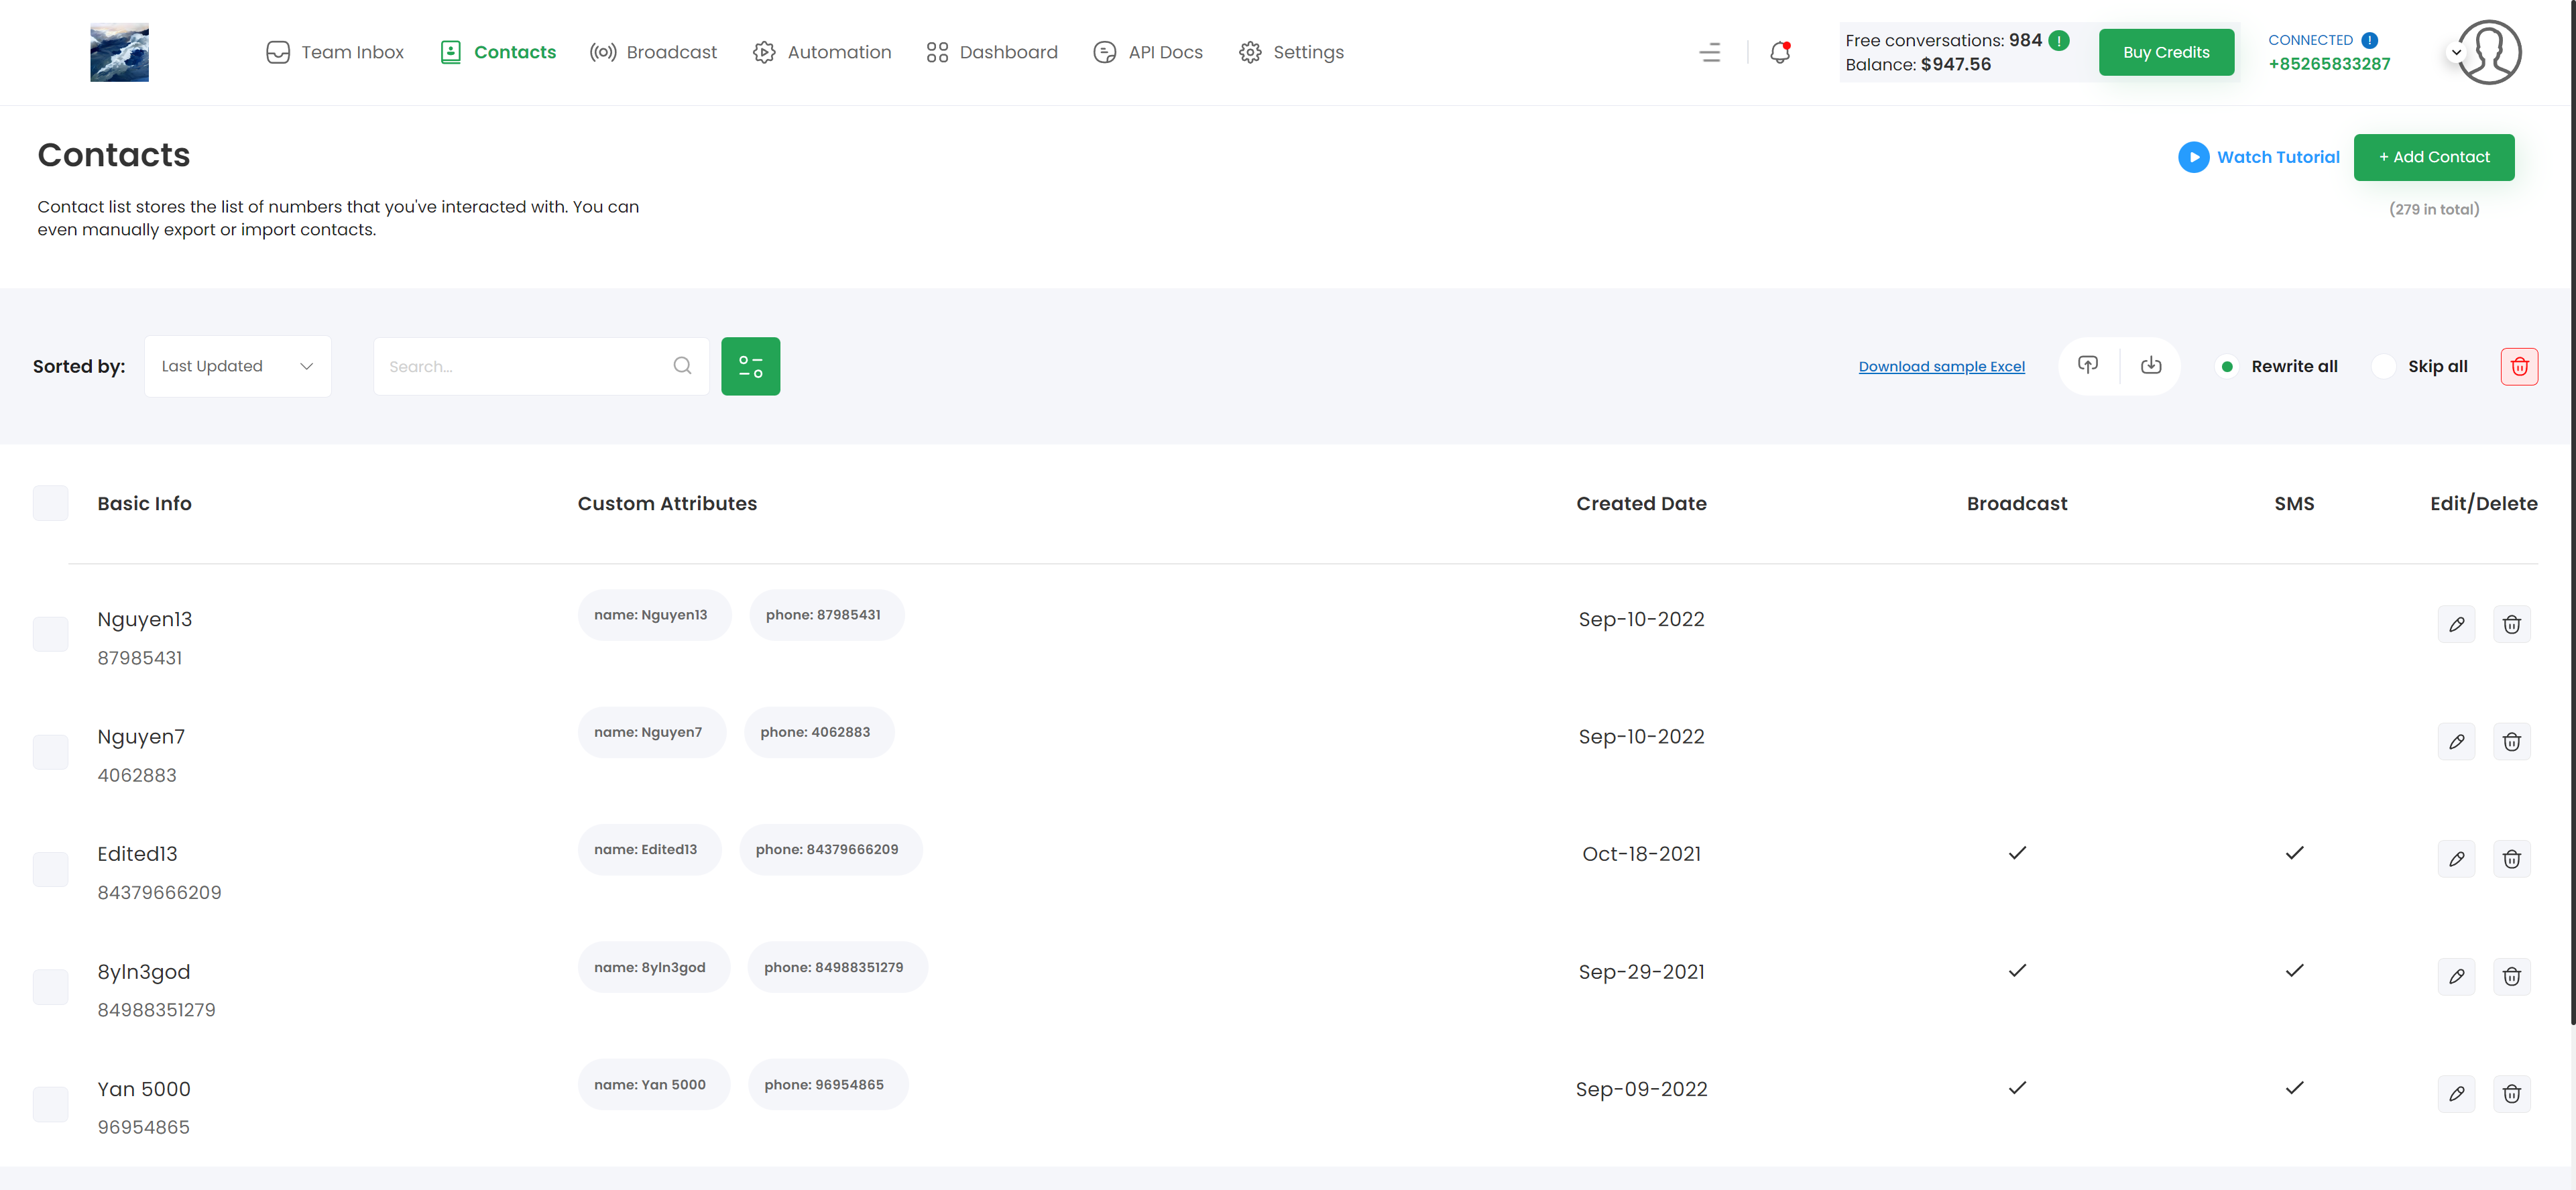 Team Inbox Contacts Broadcast Automation Dashboard API Docs Settings
Free conversations: 984
Balance: $947.56
Buy Credits
CONNECTED
+85265833287
Contacts
Watch Tutorial
+ Add Contact
Contact list stores the list of numbers that you've interacted with. You can
even manually export or import contacts.
(279 in total)
Sorted by: Last Updated Search... Download sample Excel Rewrite all Skip all
Basic Info Custom Attributes Created Date Broadcast SMS Edit/Delete
Nguyen13 name: Nguyen13 phone: 87985431 Sep-10-2022
87985431
Nguyen7 name: Nguyen7 phone: 4062883 Sep-10-2022
4062883
Edited13 name: Edited13 phone: 84379666209 Oct-18-2021
84379666209
8yln3god name: 8yln3god phone: 84988351279 Sep-29-2021
84988351279
Yan 5000 name: Yan 5000 phone: 96954865 Sep-09-2022
96954865